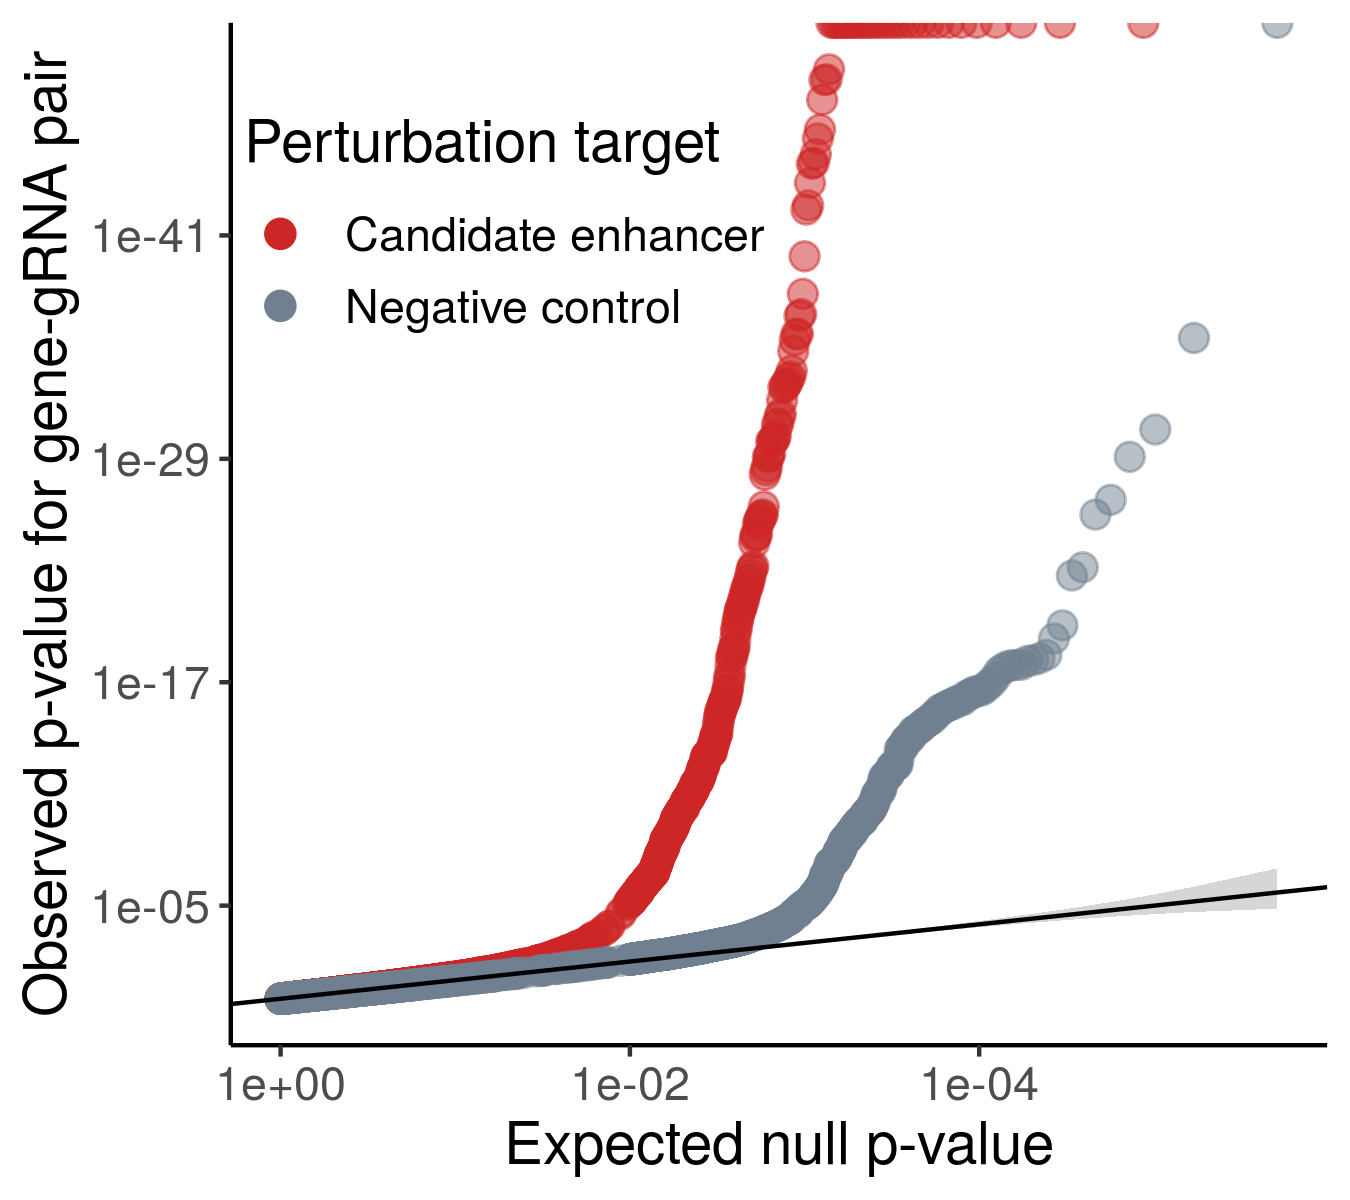 Observed p-value for gene-gRNA pair
Perturbation target
Candidate enhancer
Negative control
1e-41
1e-29
1e-17
1e-05
1e+00
1e-02
1e-04
Expected null p-value